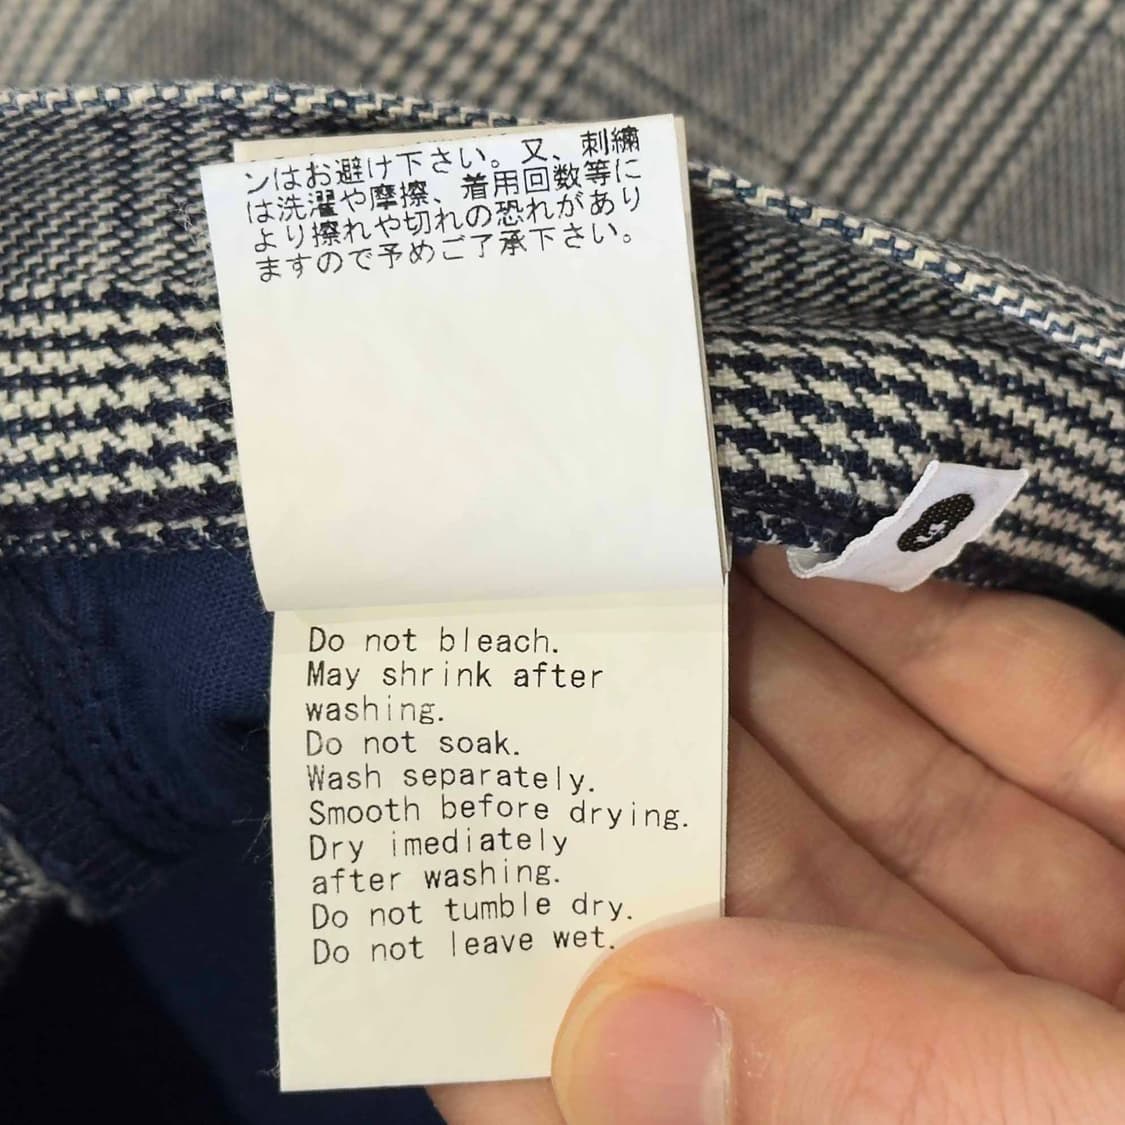 ンはお避け下さい。又、刺繍
は洗濯や摩擦、着用回数等に
より擦れや切れの恐れがあり
ますので予めご了承下さい。
Do not bleach.
May shrink after
washing.
Do not soak.
Wash separately.
Smooth before drying.
Dry imediately
after washing.
Do not tumble dry.
Do not leave wet.